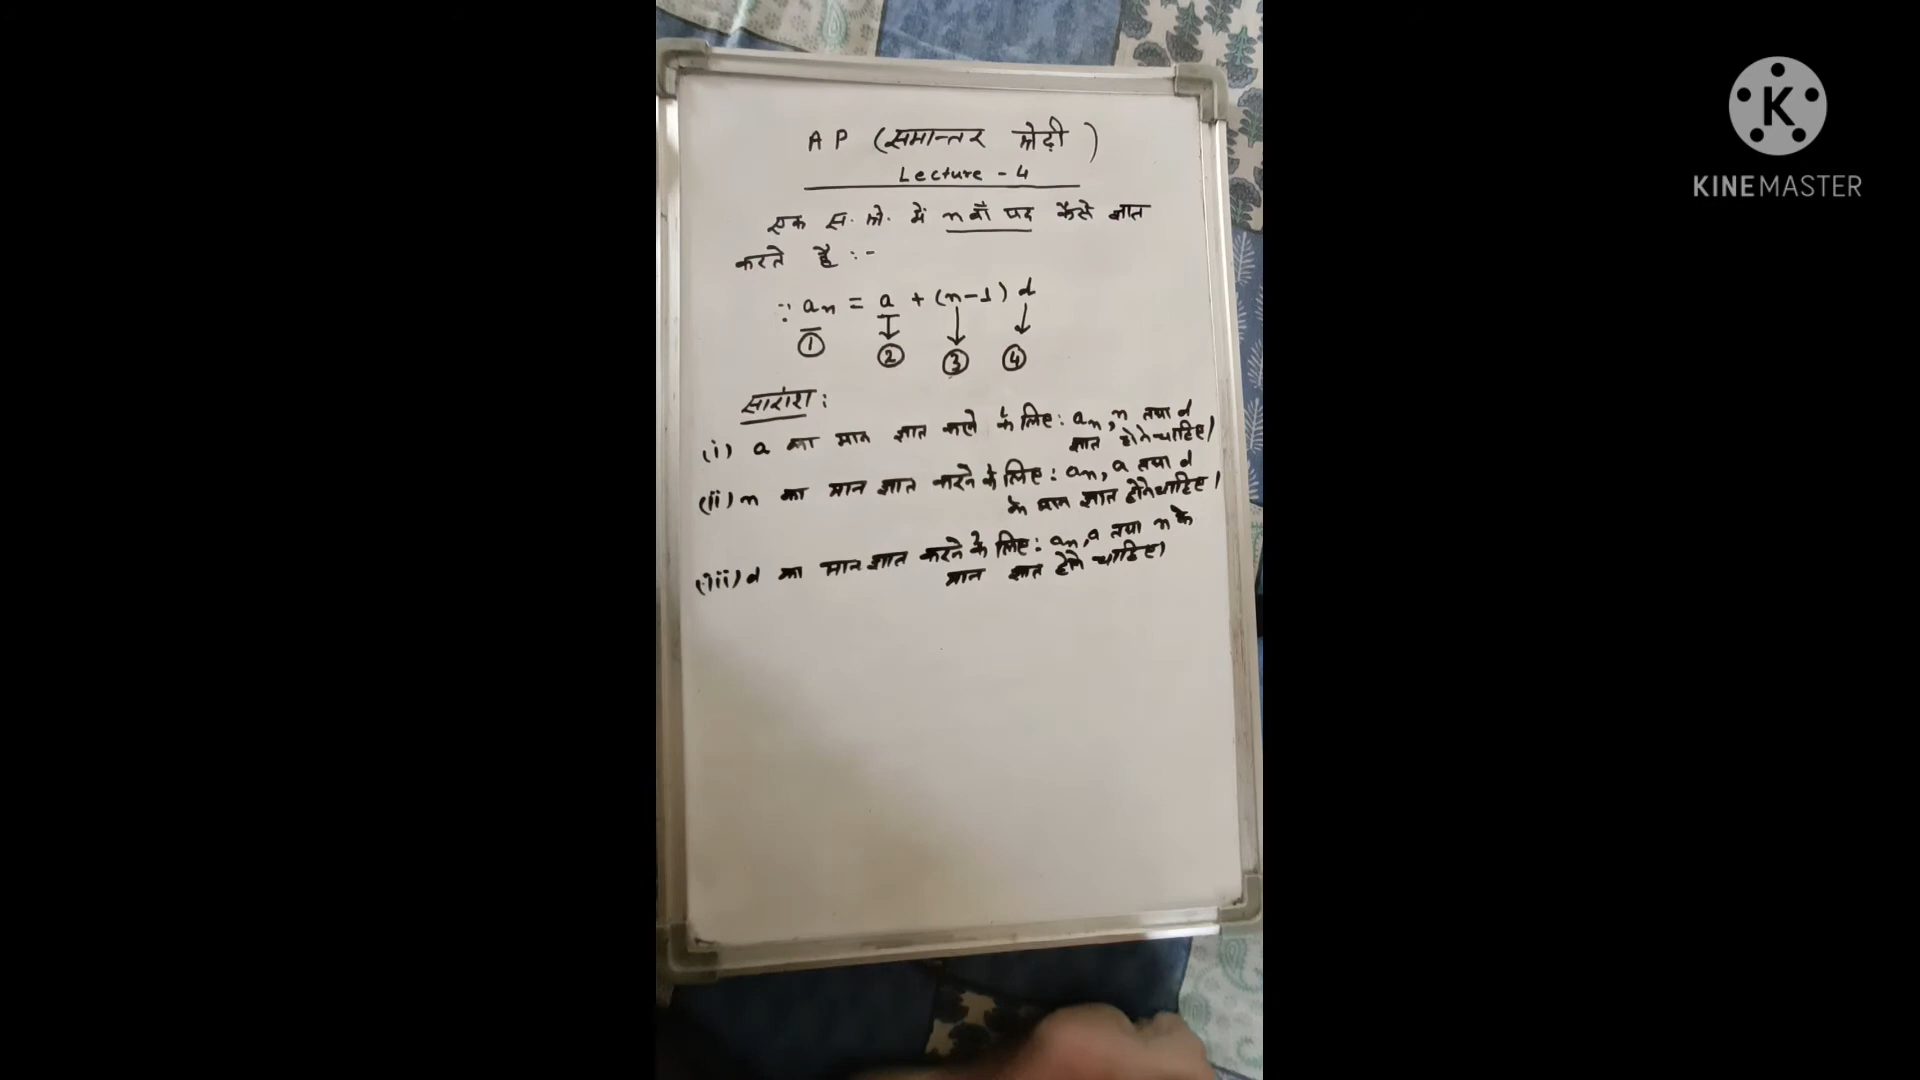 AP (समान्तर श्रेढ़ी)
Lecture - 4
एक स. श्रे. में nवाँ पद कैसे ज्ञात
करते हैं :-
∵ aₙ = a + (n-1) d
① ② ③ ④
सारांश :
(i) a का मान ज्ञात करने के लिए : aₙ, n तथा d
ज्ञात होने चाहिए।
(ii) n का मान ज्ञात करने के लिए : aₙ, a तथा d
के मान ज्ञात होने चाहिए।
(iii) d का मान ज्ञात करने के लिए : aₙ, a तथा n के
मान ज्ञात होने चाहिए।
K
KINEMASTER